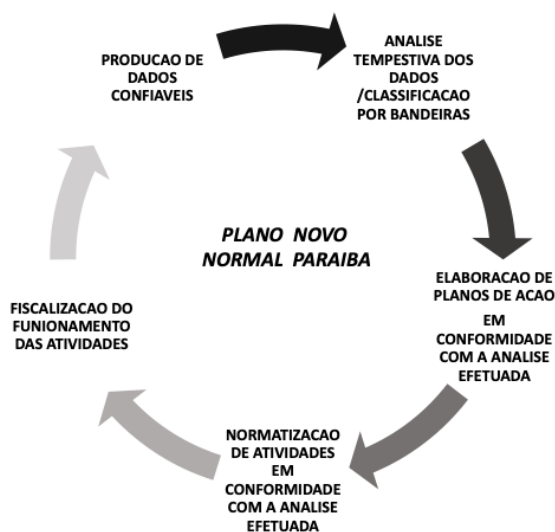 PRODUCAO DE
DADOS
CONFIAVEIS
ANALISE
TEMPESTIVA DOS
DADOS
/CLASSIFICACAO
POR BANDEIRAS
PLANO NOVO
NORMAL PARAIBA
ELABORACAO DE
PLANOS DE ACAO
EM
CONFORMIDADE
COM A ANALISE
EFETUADA
NORMATIZACAO
DE ATIVIDADES
EM
CONFORMIDADE
COM A ANALISE
EFETUADA
FISCALIZACAO DO
FUNIONAMENTO
DAS ATIVIDADES